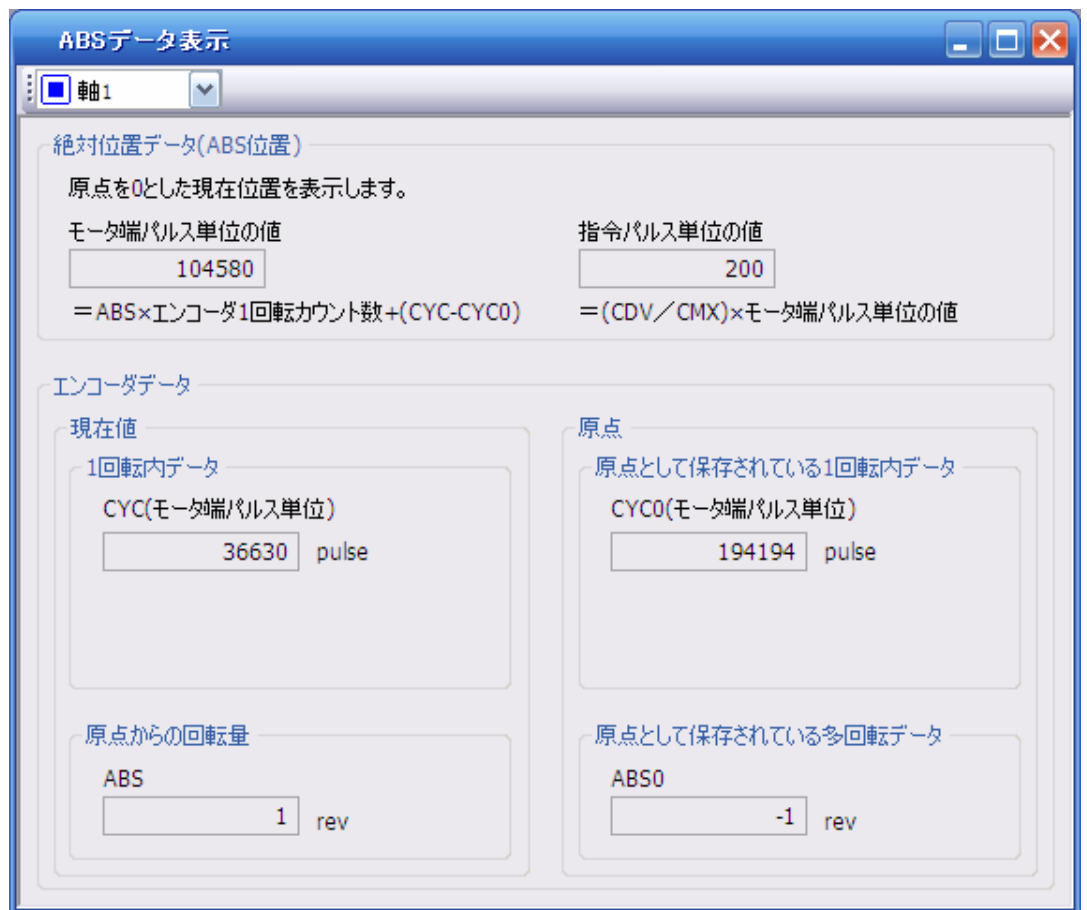 ABSデータ表示
軸1
絶対位置データ(ABS位置)
原点を0とした現在位置を表示します。
モータ端パルス単位の値
指令パルス単位の値
104580
200
＝ABS×エンコーダ1回転カウント数+(CYC-CYC0)
＝(CDV／CMX)×モータ端パルス単位の値
エンコーダデータ
現在値
1回転内データ
CYC(モータ端パルス単位)
36630 pulse
原点からの回転量
ABS
1 rev
原点
原点として保存されている1回転内データ
CYC0(モータ端パルス単位)
194194 pulse
原点として保存されている多回転データ
ABS0
-1 rev